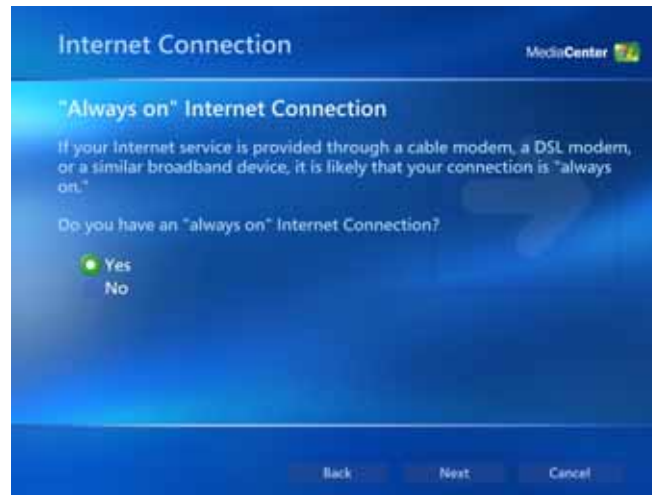 Internet Connection
MediaCenter
"Always on" Internet Connection
If your Internet service is provided through a cable modem, a DSL modem,
or a similar broadband device, it is likely that your connection is "always
on."
Do you have an "always on" Internet Connection?
Yes
No
Back Next Cancel